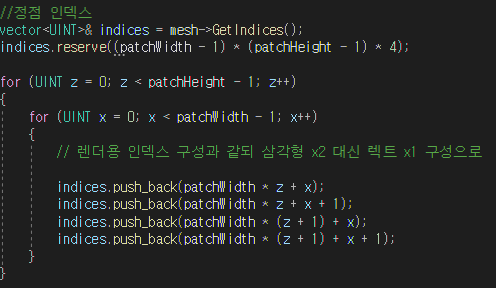 //정점 인덱스
vector<UINT>& indices = mesh->GetIndices();
indices.reserve((patchWidth - 1) * (patchHeight - 1) * 4);
for (UINT z = 0; z < patchHeight - 1; z++)
{
for (UINT x = 0; x < patchWidth - 1; x++)
{
// 렌더용 인덱스 구성과 같되 삼각형 x2 대신 렉트 x1 구성으로
indices.push_back(patchWidth * z + x);
indices.push_back(patchWidth * z + x + 1);
indices.push_back(patchWidth * (z + 1) + x);
indices.push_back(patchWidth * (z + 1) + x + 1);
}
}